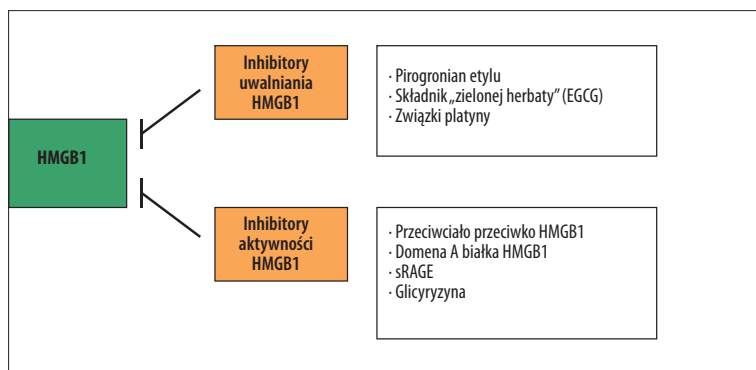 HMGB1
Inhibitory
uwalniania
HMGB1
· Pirogronian etylu
· Składnik „zielonej herbaty” (EGCG)
· Związki platyny
Inhibitory
aktywności
HMGB1
· Przeciwciało przeciwko HMGB1
· Domena A białka HMGB1
· sRAGE
· Glicyryzyna